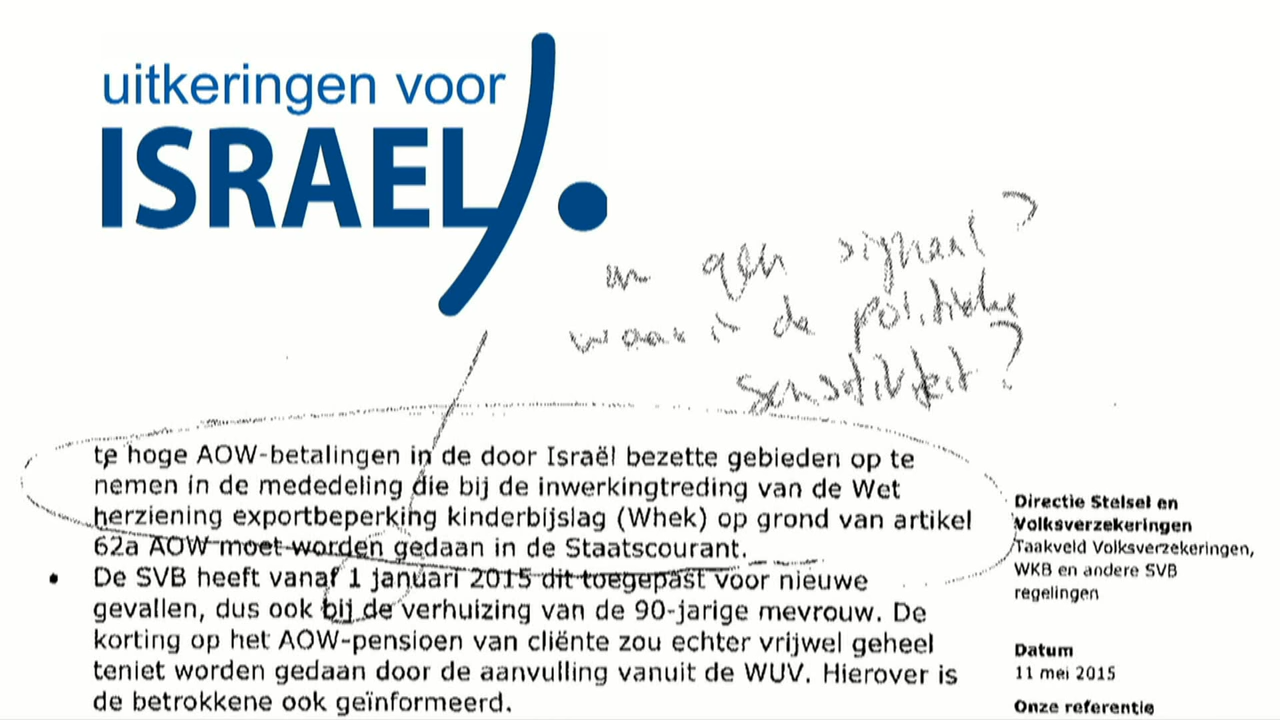 uitkeringen voor
ISRAEL
en geen signaal?
waar is de politieke
sensitiviteit?
te hoge AOW-betalingen in de door Israël bezette gebieden op te
nemen in de mededeling die bij de inwerkingtreding van de Wet
herziening exportbeperking kinderbijslag (Whek) op grond van artikel
62a AOW moet worden gedaan in de Staatscourant.
• De SVB heeft vanaf 1 januari 2015 dit toegepast voor nieuwe
gevallen, dus ook bij de verhuizing van de 90-jarige mevrouw. De
korting op het AOW-pensioen van cliënte zou echter vrijwel geheel
teniet worden gedaan door de aanvulling vanuit de WUV. Hierover is
de betrokkene ook geïnformeerd.
Directie Stelsel en
Volksverzekeringen
Taakveld Volksverzekeringen,
WKB en andere SVB
regelingen
Datum
11 mei 2015
Onze referentie